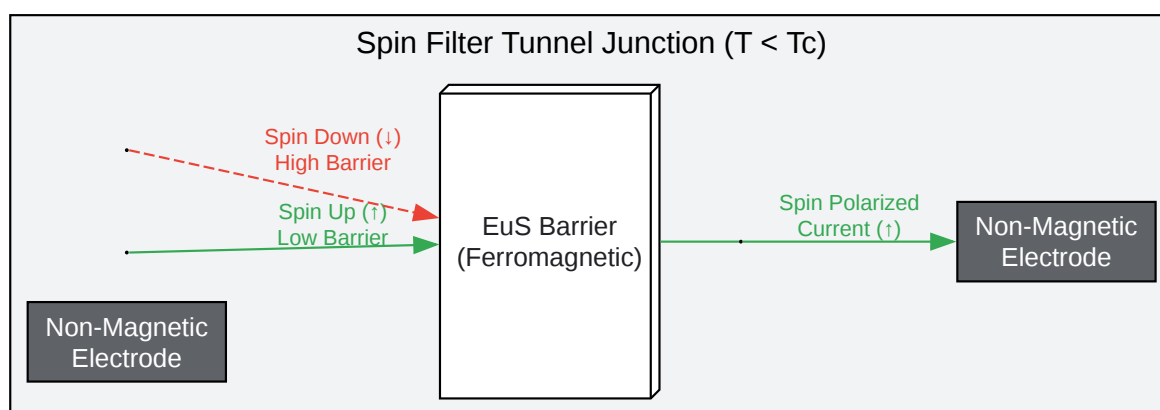 Spin Filter Tunnel Junction (T < Tc)
Spin Down (↓)
High Barrier
Spin Up (↑)
Low Barrier
EuS Barrier
(Ferromagnetic)
Spin Polarized
Current (↑)
Non-Magnetic
Electrode
Non-Magnetic
Electrode